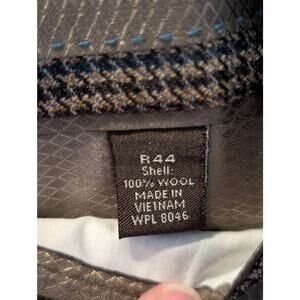 R44
Shell:
100% WOOL
MADE IN
VIETNAM
WPL 8046